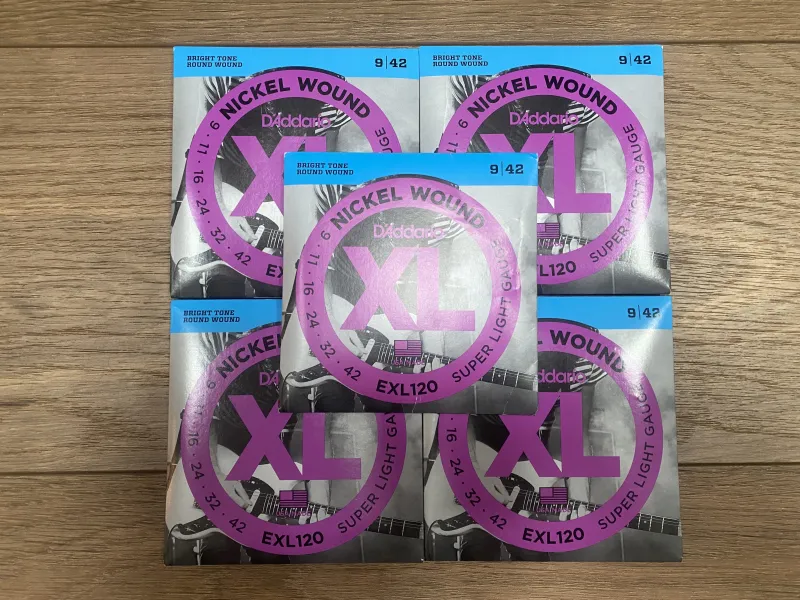 BRIGHT TONE
ROUND WOUND
9|42
NICKEL WOUND
D'Addario
XL
9 · 11 · 16 · 24 · 32 · 42
GAUGE
EXL120
BRIGHT TONE
ROUND WOUND
9|42
NICKEL WOUND
D'Addario
XL
SUPER LIGHT GAUGE
EXL120
BRIGHT TONE
ROUND WOUND
9|42
NICKEL WOUND
D'Addario
XL
9 · 11 · 16 · 24 · 32 · 42
EXL120
SUPER LIGHT GAUGE
BRIGHT TONE
ROUND WOUND
NICKEL
XL
9 · 11 · 16 · 24 · 32 · 42
EXL120
SUPER LIGHT GAUGE
9|42
WOUND
D'Addario
XL
16 · 24 · 32 · 42
EXL120
SUPER LIGHT GAUGE